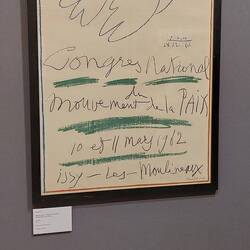 Congrès National
du
Mouvement de la PAIX
10 et 11 mars 1962
issy-Les-Moulineaux